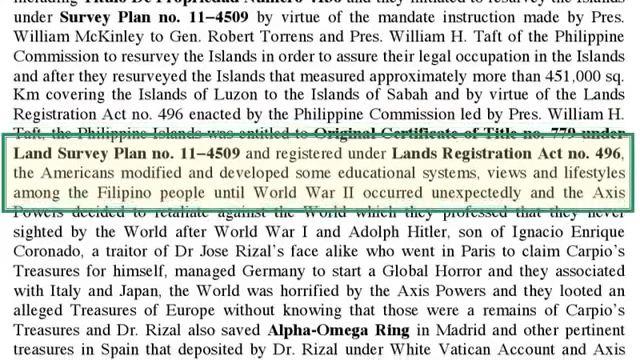 including Titulo De Propriedad Numero 4136 and they initiated to resurvey the Islands
under Survey Plan no. 11–4509 by virtue of the mandate instruction made by Pres.
William McKinley to Gen. Robert Torrens and Pres. William H. Taft of the Philippine
Commission to resurvey the Islands in order to assure their legal occupation in the Islands
and after they resurveyed the Islands that measured approximately more than 451,000 sq.
Km covering the Islands of Luzon to the Islands of Sabah and by virtue of the Lands
Registration Act no. 496 enacted by the Philippine Commission led by Pres. William H.
Taft, the Philippine Islands was entitled to Original Certificate of Title no. 779 under
Land Survey Plan no. 11–4509 and registered under Lands Registration Act no. 496,
the Americans modified and developed some educational systems, views and lifestyles
among the Filipino people until World War II occurred unexpectedly and the Axis
Powers decided to retaliate against the World which they professed that they never
sighted by the World after World War I and Adolph Hitler, son of Ignacio Enrique
Coronado, a traitor of Dr Jose Rizal's face alike who went in Paris to claim Carpio's
Treasures for himself, managed Germany to start a Global Horror and they associated
with Italy and Japan, the World was horrified by the Axis Powers and they looted an
alleged Treasures of Europe without knowing that those were a remains of Carpio's
Treasures and Dr. Rizal also saved Alpha-Omega Ring in Madrid and other pertinent
treasures in Spain that deposited by Dr. Rizal under White Vatican Account and Axis